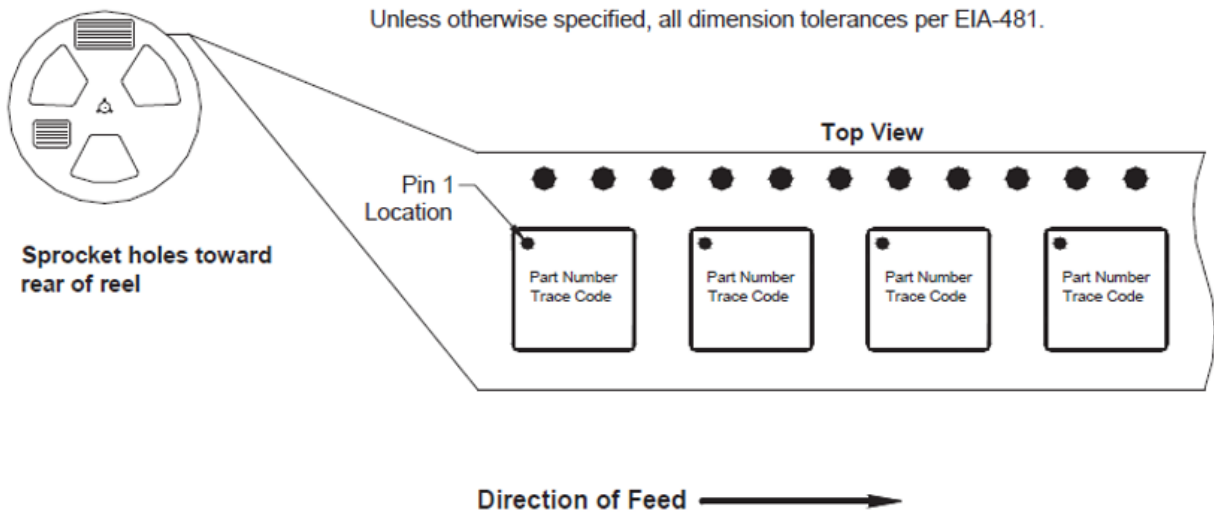 Unless otherwise specified, all dimension tolerances per EIA-481.
Top View
Pin 1
Location
Sprocket holes toward
rear of reel
Part Number
Trace Code
Part Number
Trace Code
Part Number
Trace Code
Part Number
Trace Code
Direction of Feed